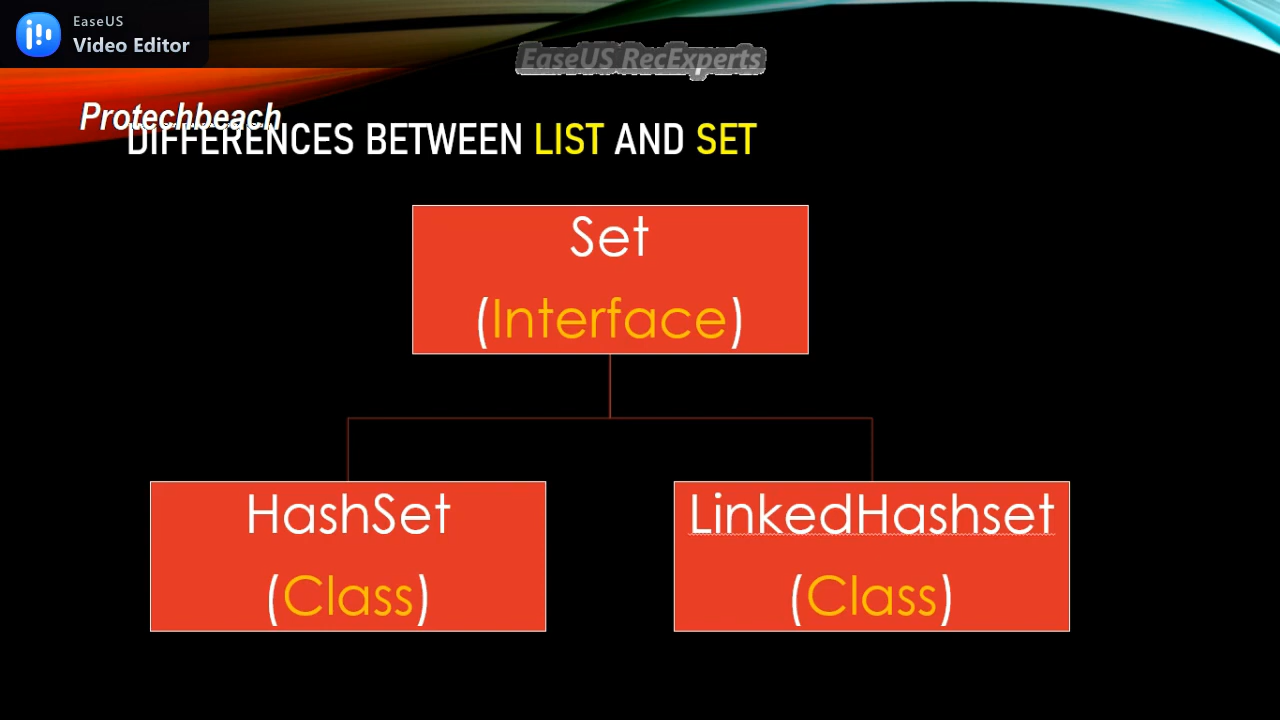 EaseUS
Video Editor
EaseUS RecExperts
Protechbeach
DIFFERENCES BETWEEN LIST AND SET
Set
(Interface)
HashSet
(Class)
LinkedHashset
(Class)